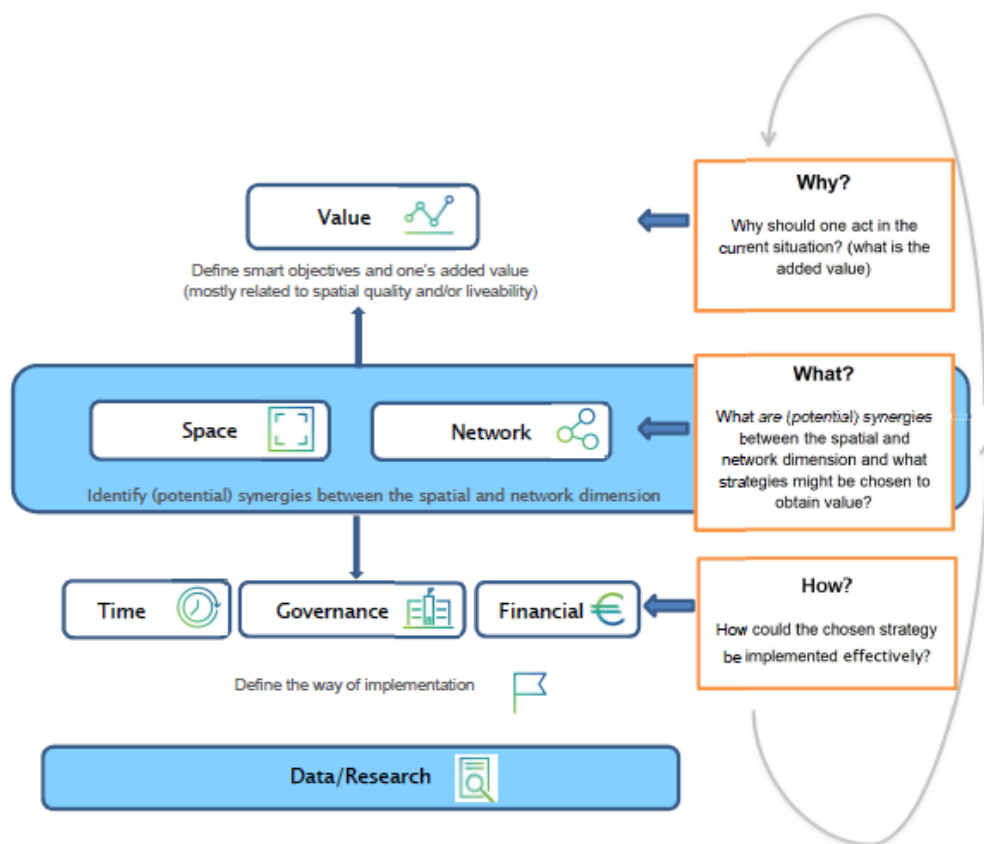 Why?
Why should one act in the
current situation? (what is the
added value)
Value
Define smart objectives and one's added value
(mostly related to spatial quality and/or liveability)
What?
What are (potential) synergies
between the spatial and
network dimension and what
strategies might be chosen to
obtain value?
Space
Network
Identify (potential) synergies between the spatial and network dimension
How?
How could the chosen strategy
be implemented effectively?
Time
Governance
Financial
Define the way of implementation
Data/Research